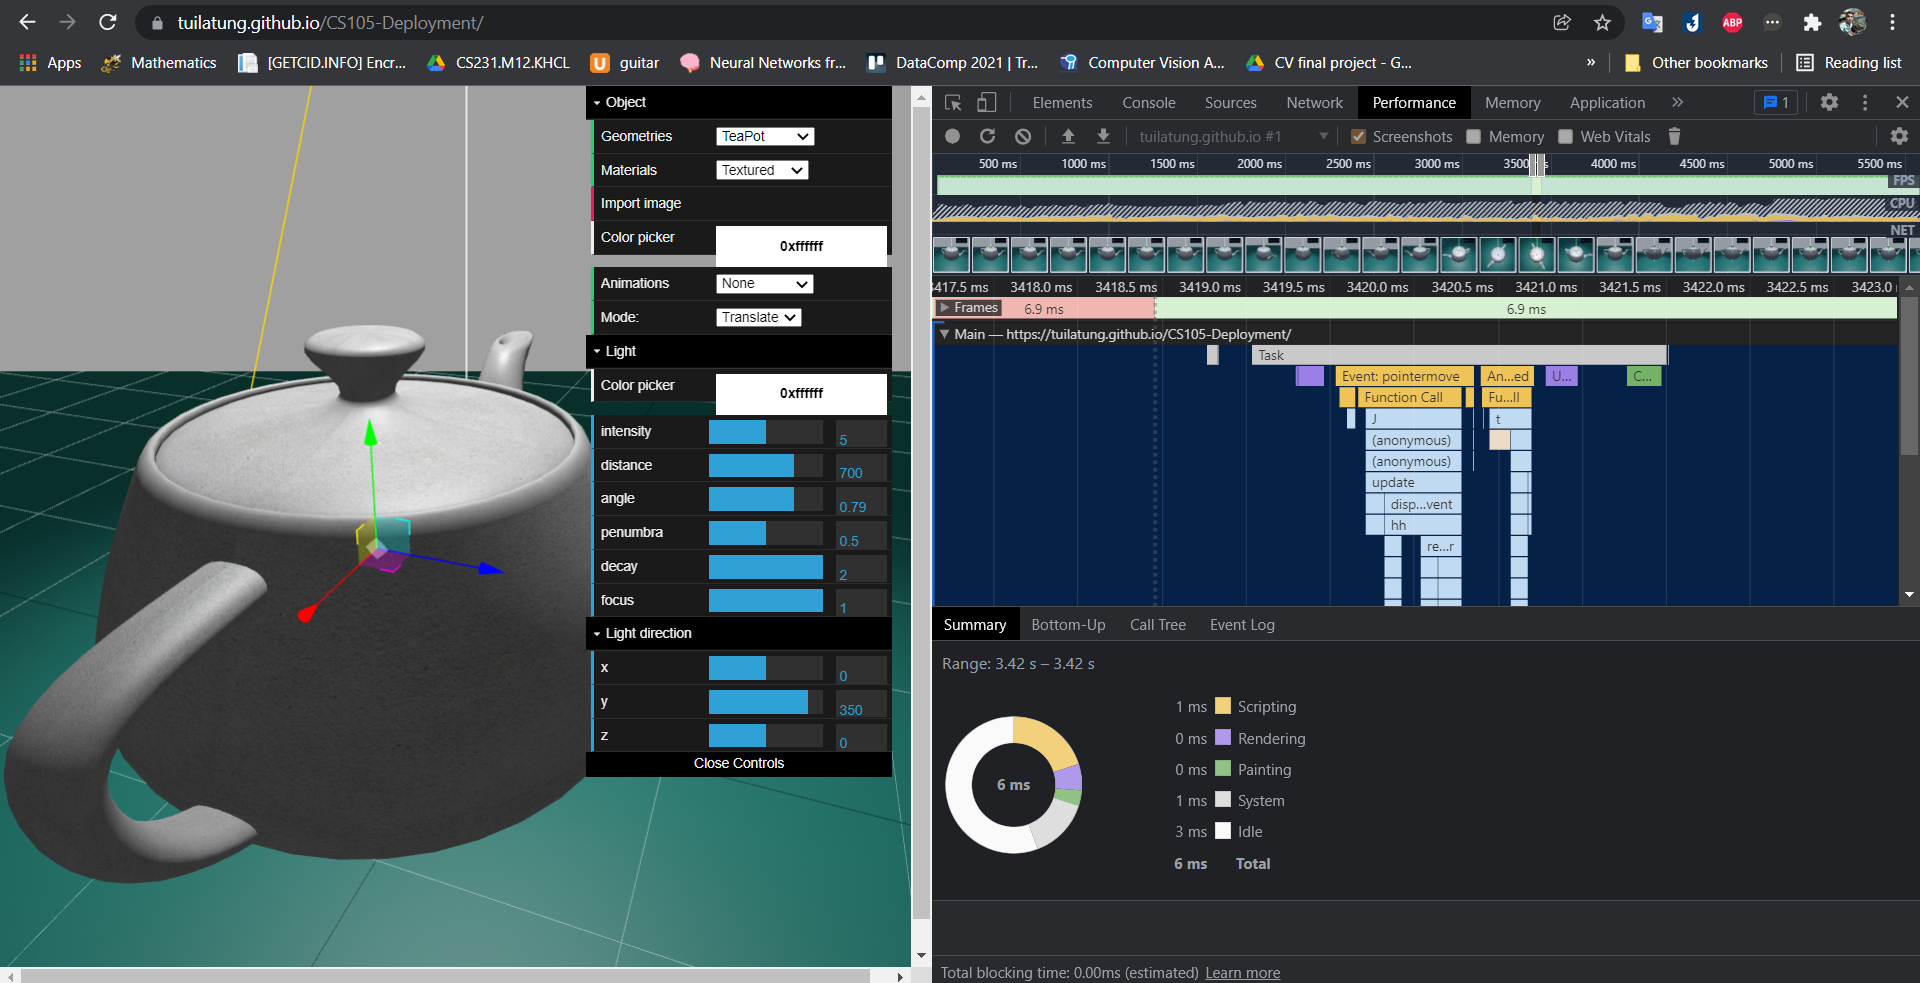 tuilatung.github.io/CS105-Deployment/
Apps Mathematics [GETCID.INFO] Encr... CS231.M12.KHCL guitar Neural Networks fr... DataComp 2021 | Tr... Computer Vision A... CV final project - G... » Other bookmarks Reading list
Object
Geometries TeaPot
Materials Textured
Import image
Color picker 0xffffff
Animations None
Mode: Translate
Light
Color picker 0xffffff
intensity 5
distance 700
angle 0.79
penumbra 0.5
decay 2
focus 1
Light direction
x 0
y 350
z 0
Close Controls
Elements Console Sources Network Performance Memory Application » 1
tuilatung.github.io #1 Screenshots Memory Web Vitals
500 ms 1000 ms 1500 ms 2000 ms 2500 ms 3000 ms 3500 ms 4000 ms 4500 ms 5000 ms 5500 ms
FPS
CPU
NET
3417.5 ms 3418.0 ms 3418.5 ms 3419.0 ms 3419.5 ms 3420.0 ms 3420.5 ms 3421.0 ms 3421.5 ms 3422.0 ms 3422.5 ms 3423.0
Frames 6.9 ms 6.9 ms
Main — https://tuilatung.github.io/CS105-Deployment/
Task
Event: pointermove An...ed U... C...
Function Call Fu...ll
J t
(anonymous)
(anonymous)
update
disp...vent
hh
re...r
Summary Bottom-Up Call Tree Event Log
Range: 3.42 s – 3.42 s
6 ms
1 ms Scripting
0 ms Rendering
0 ms Painting
1 ms System
3 ms Idle
6 ms Total
Total blocking time: 0.00ms (estimated) Learn more
ABP